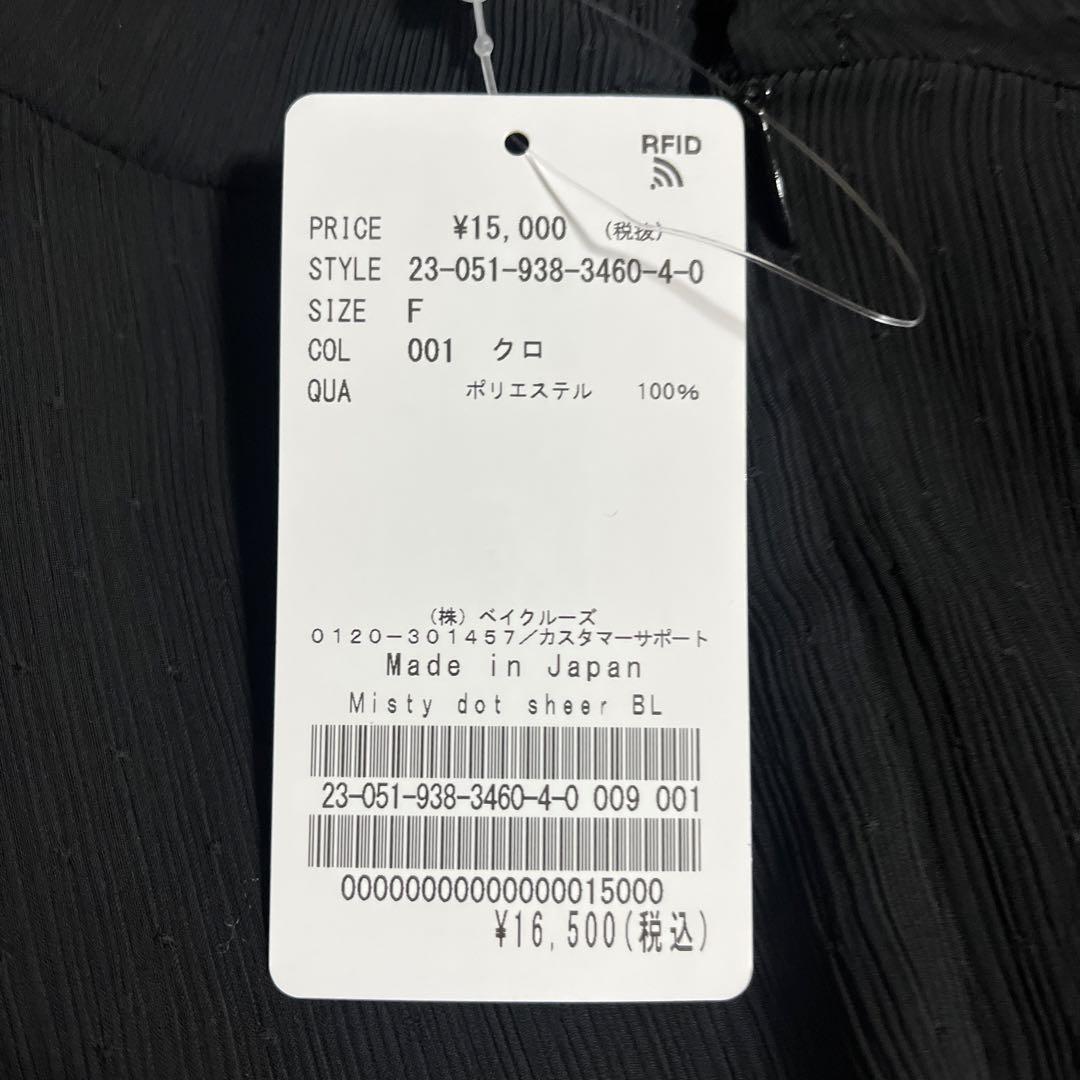 RFID
PRICE ¥15,000 (税抜)
STYLE 23-051-938-3460-4-0
SIZE F
COL 001 クロ
QUA ポリエステル 100%
(株)ベイクルーズ
0120-301457/カスタマーサポート
Made in Japan
Misty dot sheer BL
23-051-938-3460-4-0 009 001
00000000000000015000
¥16,500(税込)